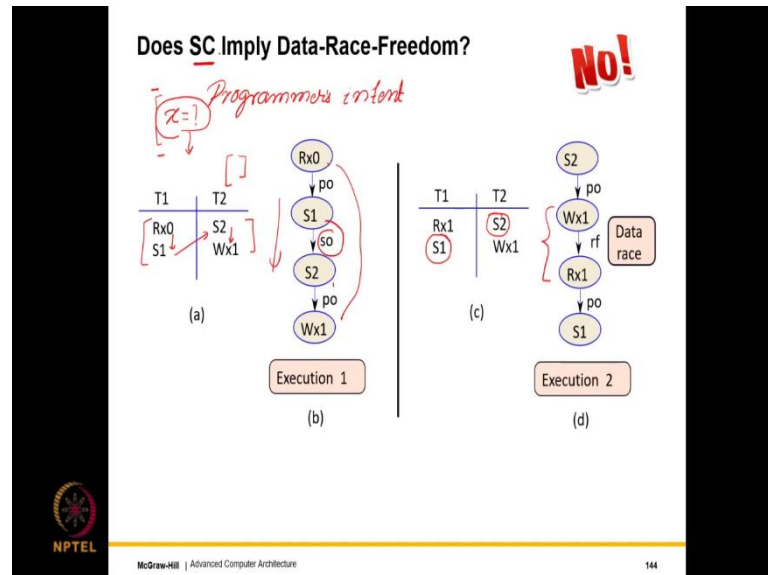 Does SC Imply Data-Race-Freedom?
No!
Programmer's intent
x=?
T1 T2
Rx0 S2
S1 Wx1
(a)
Rx0
po
S1
so
S2
po
Wx1
Execution 1
(b)
T1 T2
Rx1 S2
S1 Wx1
(c)
S2
po
Wx1
rf
Data
race
Rx1
po
S1
Execution 2
(d)
NPTEL
McGraw-Hill | Advanced Computer Architecture
144